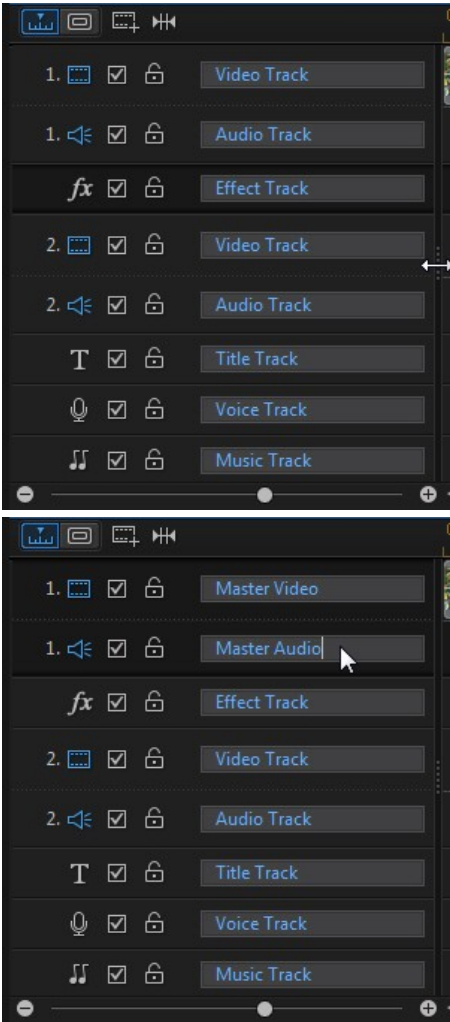 1. Video Track
1. Audio Track
fx Effect Track
2. Video Track
2. Audio Track
T Title Track
Voice Track
Music Track
1. Master Video
1. Master Audio
fx Effect Track
2. Video Track
2. Audio Track
T Title Track
Voice Track
Music Track